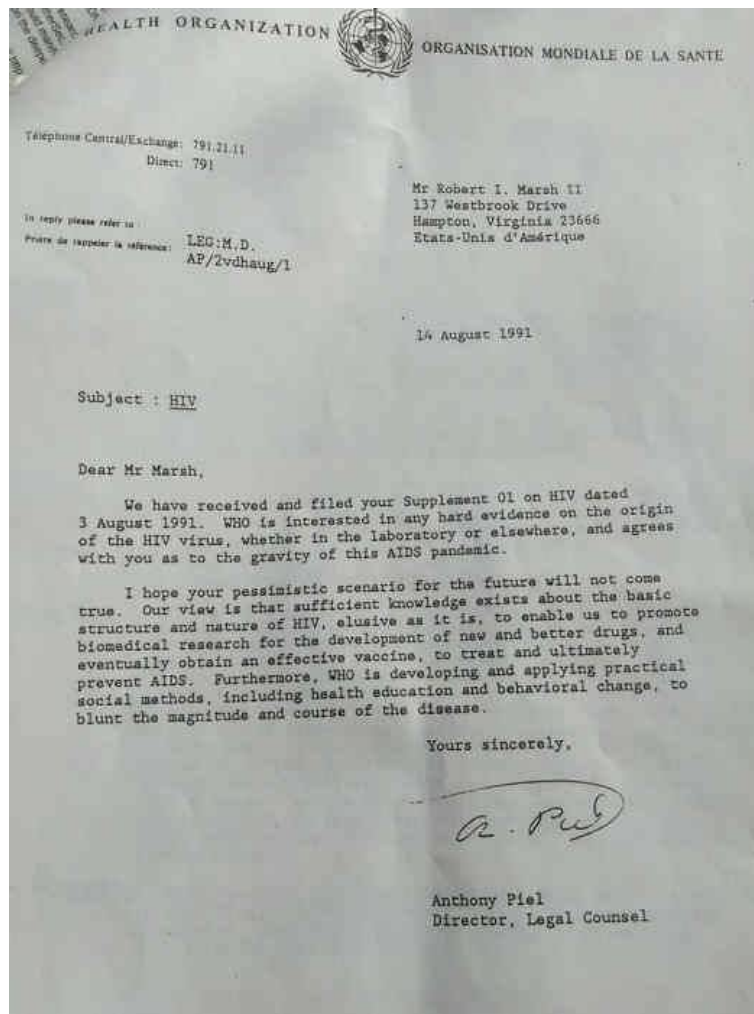 HEALTH ORGANIZATION
ORGANISATION MONDIALE DE LA SANTE
Téléphone Central/Exchange: 791.21.11
Direct: 791
In reply please refer to :
Prière de rappeler la référence: LEG:M.D.
AP/2vdhaug/1
Mr Robert I. Marsh II
137 Westbrook Drive
Hampton, Virginia 23666
Etats-Unis d'Amérique
14 August 1991
Subject : HIV
Dear Mr Marsh,
We have received and filed your Supplement 01 on HIV dated
3 August 1991. WHO is interested in any hard evidence on the origin
of the HIV virus, whether in the laboratory or elsewhere, and agrees
with you as to the gravity of this AIDS pandemic.
I hope your pessimistic scenario for the future will not come
true. Our view is that sufficient knowledge exists about the basic
structure and nature of HIV, elusive as it is, to enable us to promote
biomedical research for the development of new and better drugs, and
eventually obtain an effective vaccine, to treat and ultimately
prevent AIDS. Furthermore, WHO is developing and applying practical
social methods, including health education and behavioral change, to
blunt the magnitude and course of the disease.
Yours sincerely,
A. Piel
Anthony Piel
Director, Legal Counsel